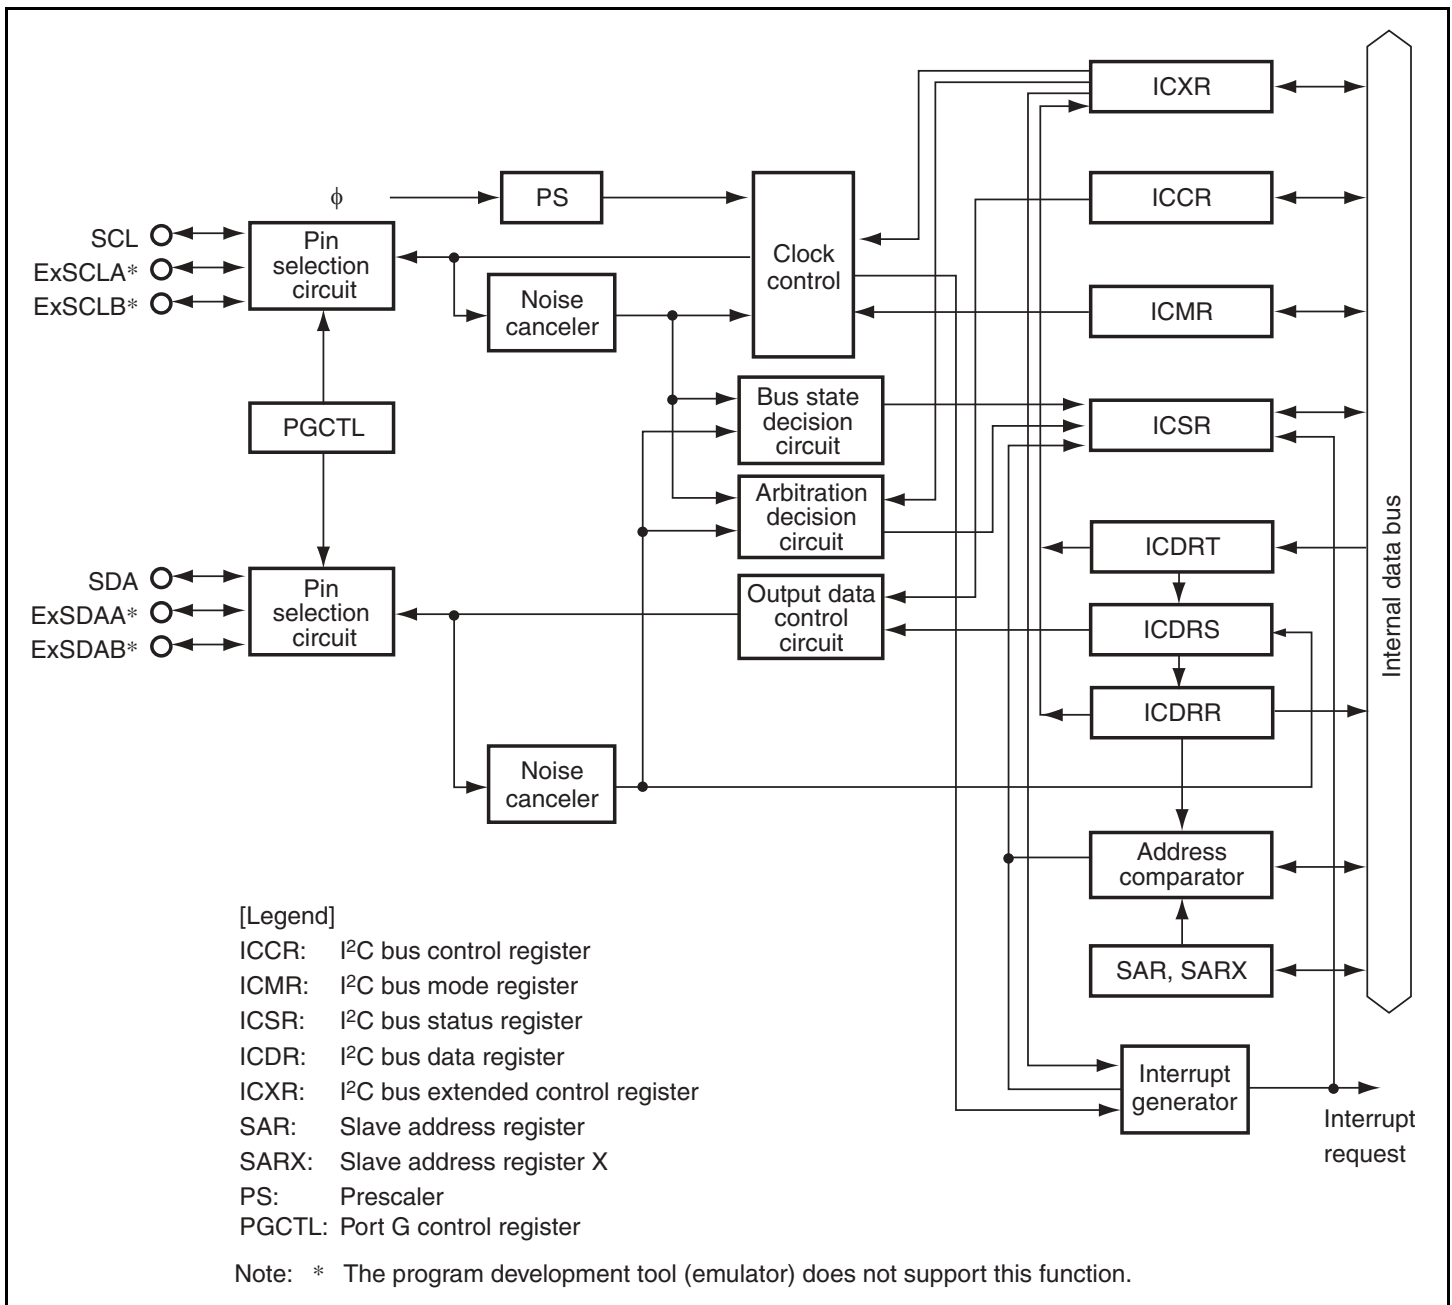 ICXR
ϕ
PS
ICCR
SCL
ExSCLA*
ExSCLB*
Pin
selection
circuit
Clock
control
Noise
canceler
ICMR
PGCTL
Bus state
decision
circuit
ICSR
Arbitration
decision
circuit
ICDRT
SDA
ExSDAA*
ExSDAB*
Pin
selection
circuit
Output data
control
circuit
ICDRS
ICDRR
Internal data bus
Noise
canceler
Address
comparator
SAR, SARX
Interrupt
generator
Interrupt
request
[Legend]
ICCR: I²C bus control register
ICMR: I²C bus mode register
ICSR: I²C bus status register
ICDR: I²C bus data register
ICXR: I²C bus extended control register
SAR: Slave address register
SARX: Slave address register X
PS: Prescaler
PGCTL: Port G control register
Note: * The program development tool (emulator) does not support this function.